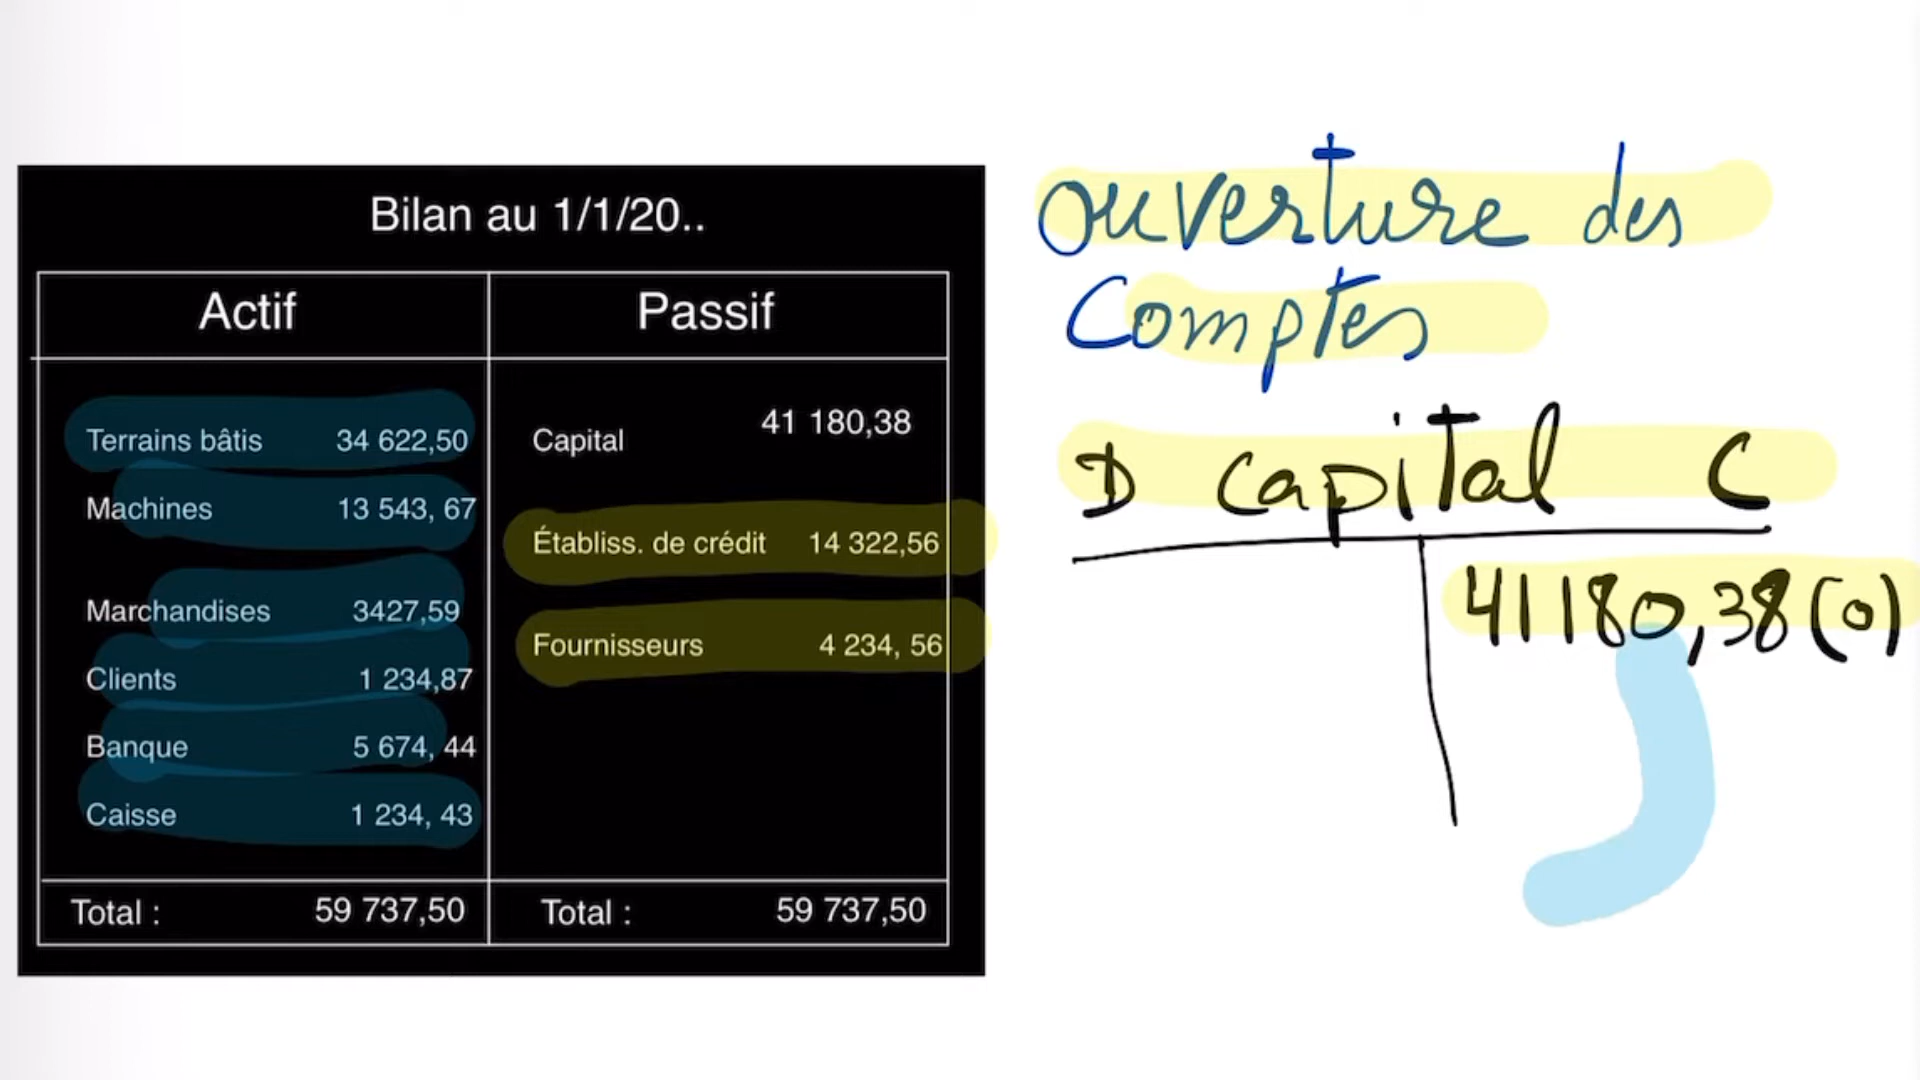 Bilan au 1/1/20..
Actif Passif
Terrains bâtis 34 622,50
Machines 13 543, 67
Marchandises 3427,59
Clients 1 234,87
Banque 5 674, 44
Caisse 1 234, 43
Total : 59 737,50
Capital 41 180,38
Établiss. de crédit 14 322,56
Fournisseurs 4 234, 56
Total : 59 737,50
Ouverture des
Comptes
D capital C
41180,38(0)